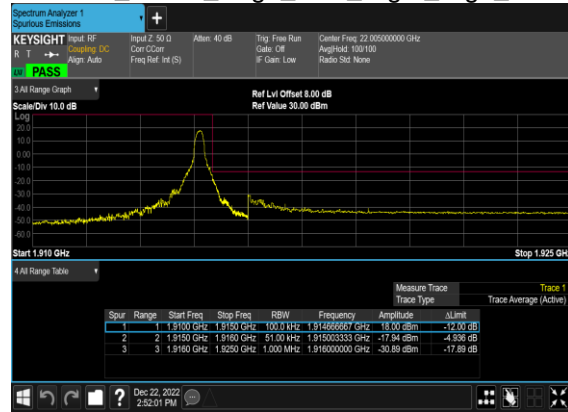 Spectrum Analyzer 1
Spurious Emissions
+
KEYSIGHT Input: RF Input Z: 50 Ω Atten: 40 dB Trig: Free Run Center Freq: 22.005000000 GHz
R T Coupling: DC Corr CCorr Gate: Off Avg|Hold: 100/100
Align: Auto Freq Ref: Int (S) IF Gain: Low Radio Std: None
PASS
3 All Range Graph Ref Lvl Offset 8.00 dB
Scale/Div 10.0 dB Ref Value 30.00 dBm
Log
20.0
10.0
0.00
-10.0
-20.0
-30.0
-40.0
-50.0
-60.0
Start 1.910 GHz Stop 1.925 GHz
4 All Range Table
Measure Trace Trace 1
Trace Type Trace Average (Active)
Spur Range Start Freq Stop Freq RBW Frequency Amplitude ΔLimit
1 1 1.9100 GHz 1.9150 GHz 100.0 kHz 1.914666667 GHz 18.00 dBm -12.00 dB
2 2 1.9150 GHz 1.9160 GHz 51.00 kHz 1.915003333 GHz -17.94 dBm -4.936 dB
3 3 1.9160 GHz 1.9250 GHz 1.000 MHz 1.916000000 GHz -30.89 dBm -17.89 dB
? Dec 22, 2022
2:52:01 PM